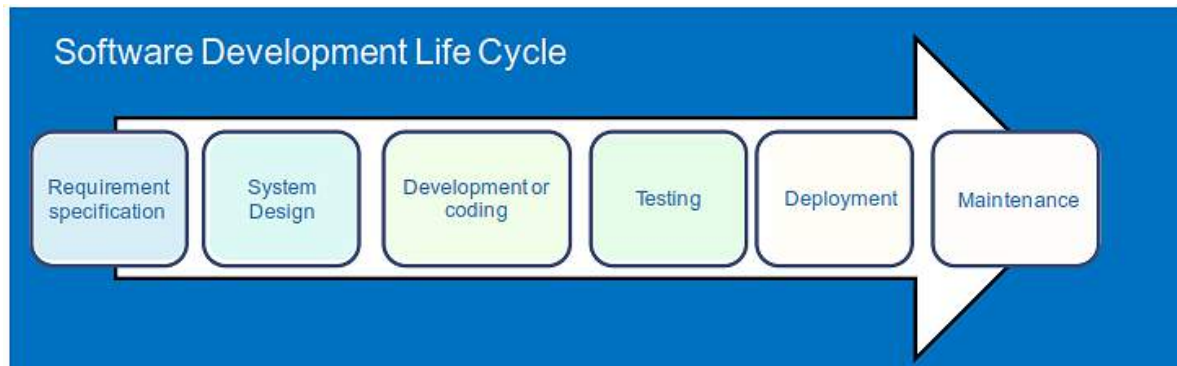 Software Development Life Cycle
Requirement
specification
System
Design
Development or
coding
Testing
Deployment
Maintenance